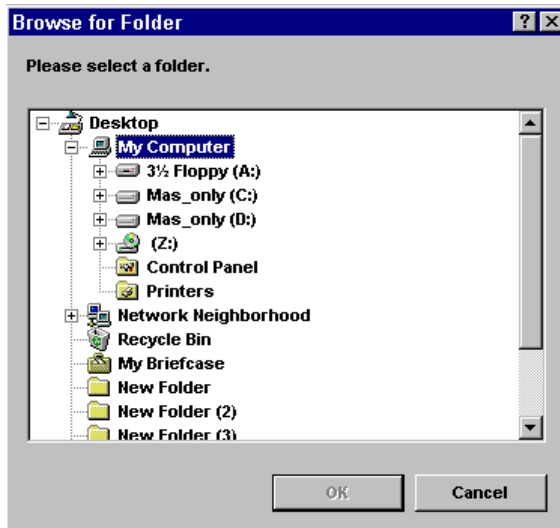 Browse for Folder
Please select a folder.
Desktop
My Computer
3½ Floppy (A:)
Mas_only (C:)
Mas_only (D:)
(Z:)
Control Panel
Printers
Network Neighborhood
Recycle Bin
My Briefcase
New Folder
New Folder (2)
New Folder (3)
OK Cancel